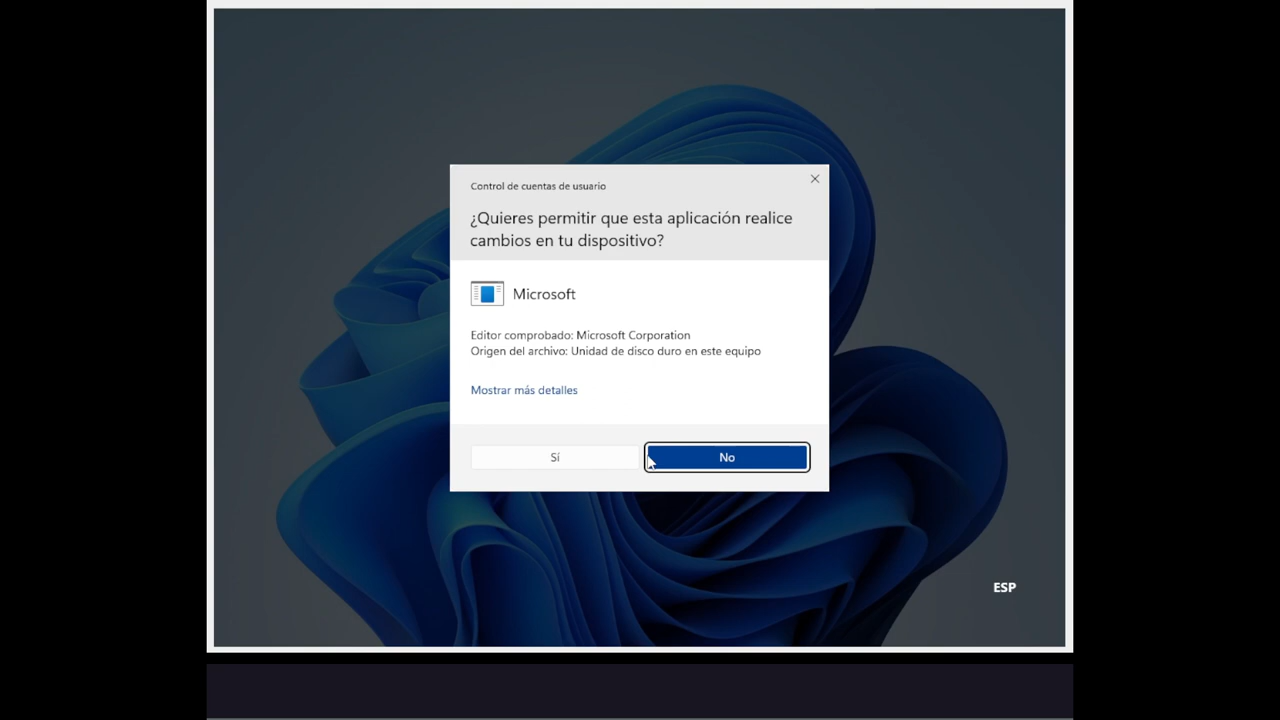 Control de cuentas de usuario
¿Quieres permitir que esta aplicación realice
cambios en tu dispositivo?
Microsoft
Editor comprobado: Microsoft Corporation
Origen del archivo: Unidad de disco duro en este equipo
Mostrar más detalles
Sí
No
ESP